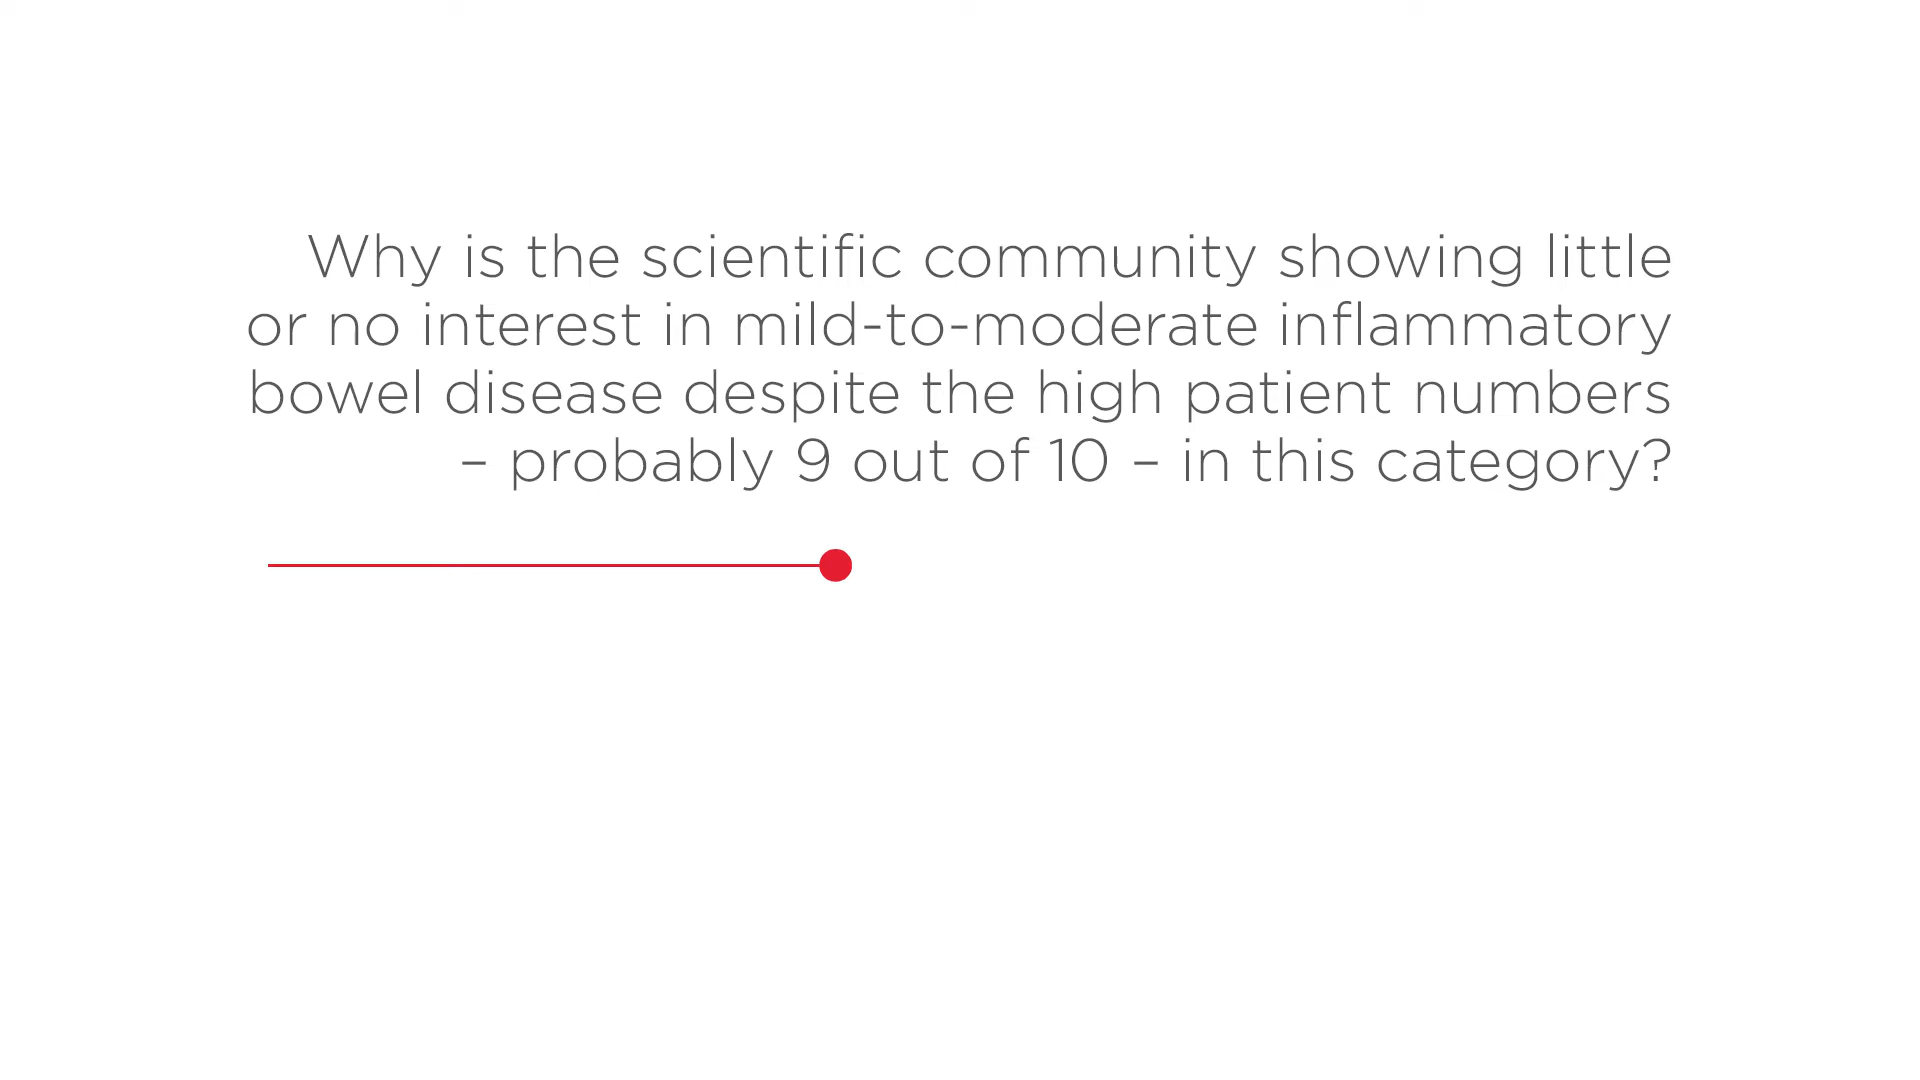 Why is the scientific community showing little
or no interest in mild-to-moderate inflammatory
bowel disease despite the high patient numbers
– probably 9 out of 10 – in this category?